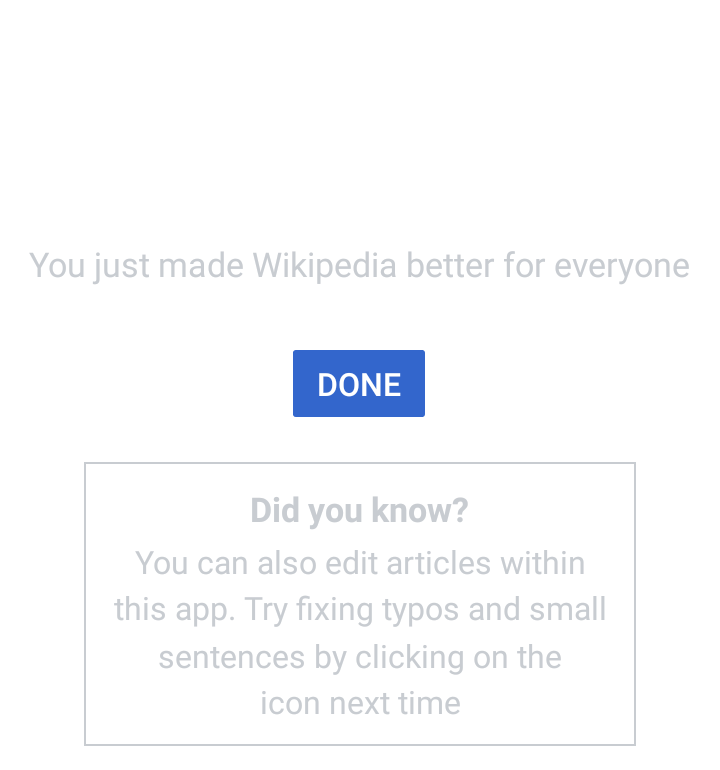 You just made Wikipedia better for everyone
DONE
Did you know?
You can also edit articles within
this app. Try fixing typos and small
sentences by clicking on the
icon next time